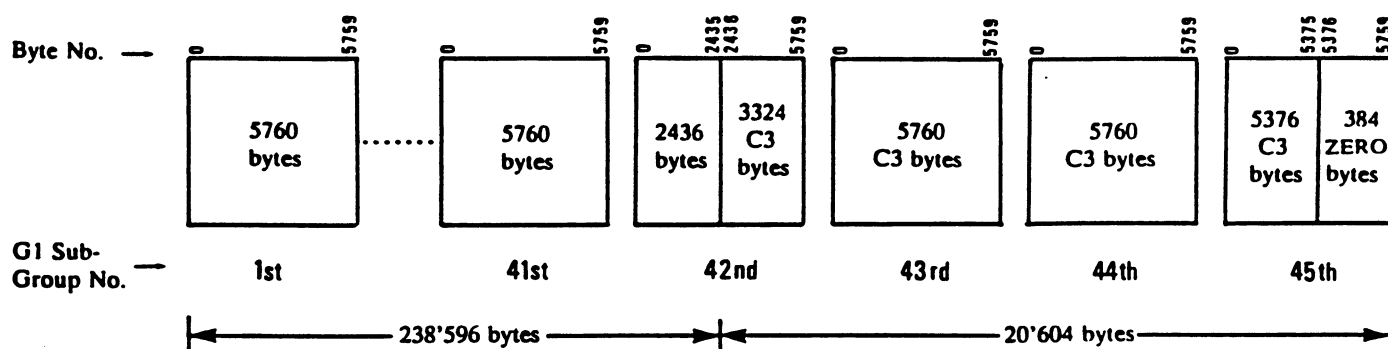 Byte No. → 0 5759 0 5759 0 2435 2436 5759 0 5759 0 5759 0 5375 5376 5759
5760 bytes
5760 bytes
2436 bytes
3324 C3 bytes
5760 C3 bytes
5760 C3 bytes
5376 C3 bytes
384 ZERO bytes
G1 Sub-
Group No. → 1st 41st 42nd 43rd 44th 45th
238'596 bytes 20'604 bytes